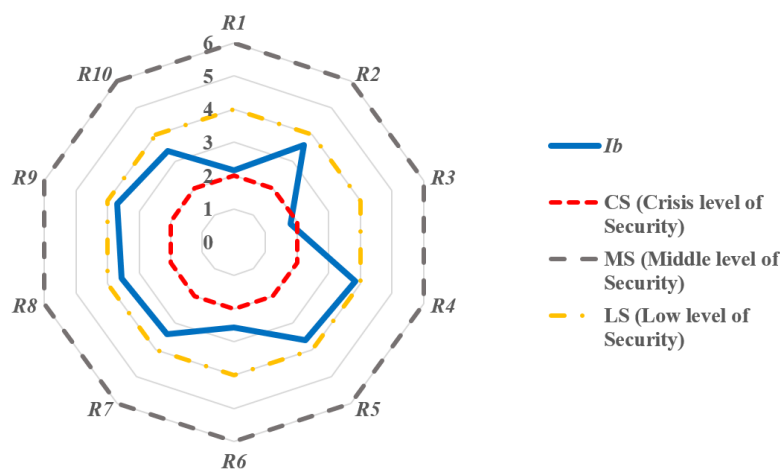 R1
R2
R3
R4
R5
R6
R7
R8
R9
R10
6
5
4
3
2
1
0
Ib
CS (Crisis level of
Security)
MS (Middle level of
Security)
LS (Low level of
Security)